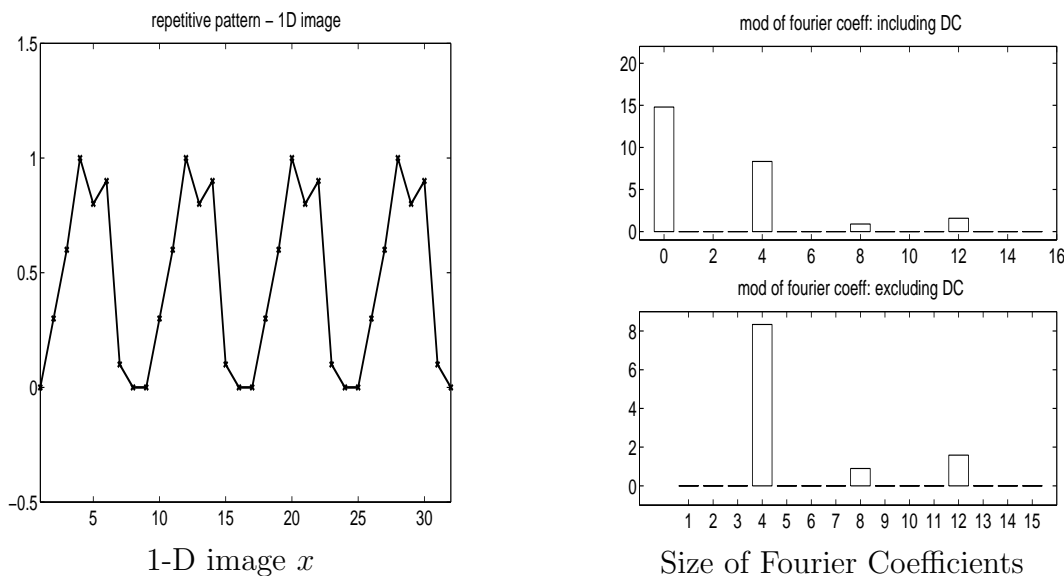 repetitive pattern – 1D image
1.5
1
0.5
0
−0.5
5 10 15 20 25 30
1-D image x
mod of fourier coeff: including DC
20
15
10
5
0
0 2 4 6 8 10 12 14 16
mod of fourier coeff: excluding DC
8
6
4
2
0
1 2 3 4 5 6 7 8 9 10 11 12 13 14 15
Size of Fourier Coefficients